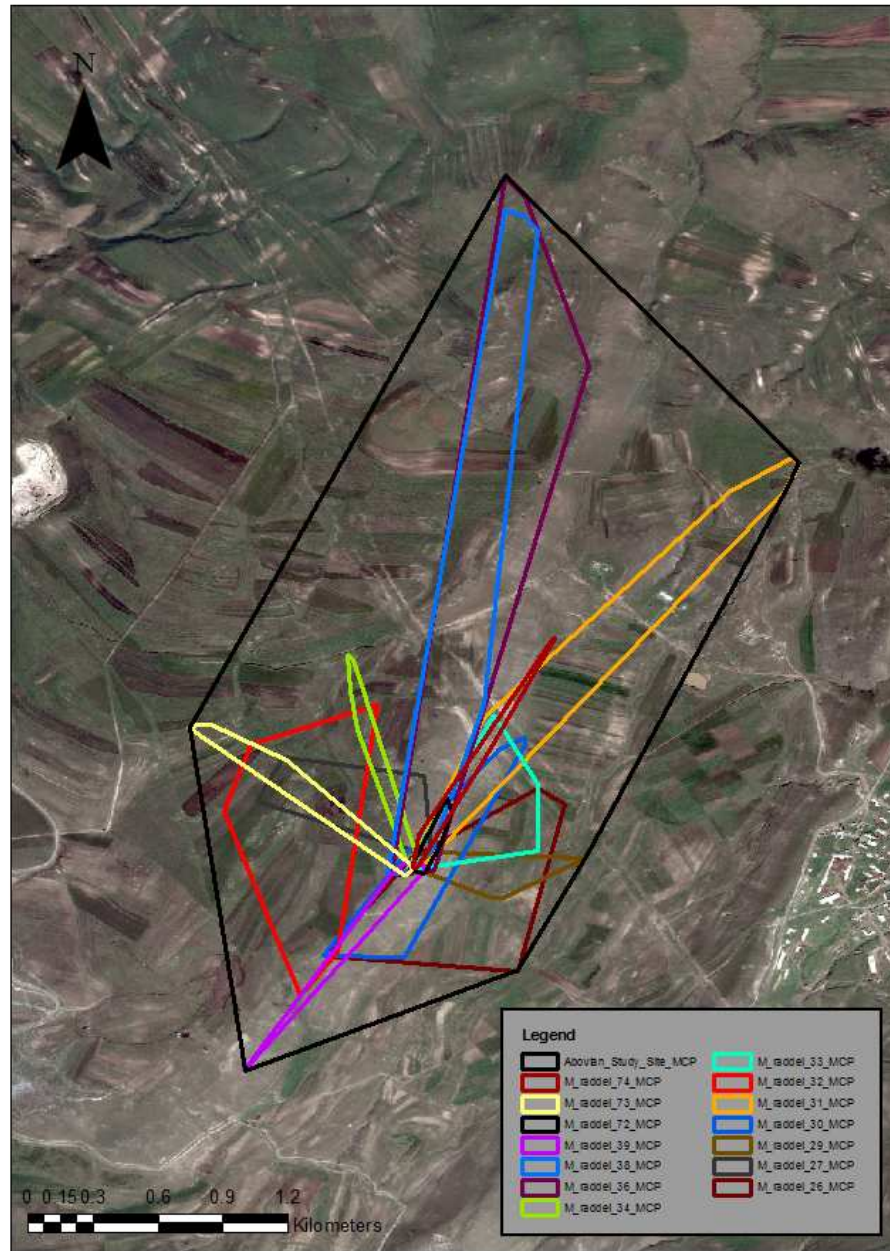 N
Legend
Abovian_Study_Site_MCP
M_raddei_74_MCP
M_raddei_73_MCP
M_raddei_72_MCP
M_raddei_39_MCP
M_raddei_38_MCP
M_raddei_36_MCP
M_raddei_34_MCP
M_raddei_33_MCP
M_raddei_32_MCP
M_raddei_31_MCP
M_raddei_30_MCP
M_raddei_29_MCP
M_raddei_27_MCP
M_raddei_26_MCP
0 0.15 0.3 0.6 0.9 1.2
Kilometers